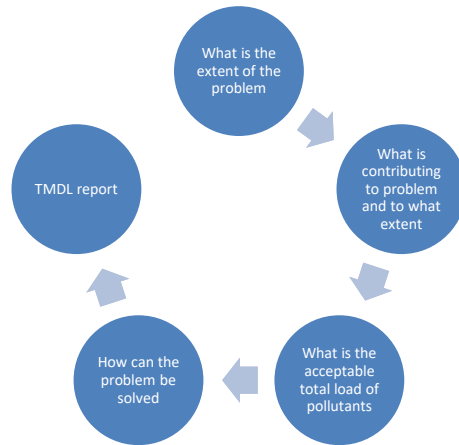 What is the
extent of the
problem
What is
contributing
to problem
and to what
extent
What is the
acceptable
total load of
pollutants
How can the
problem be
solved
TMDL report